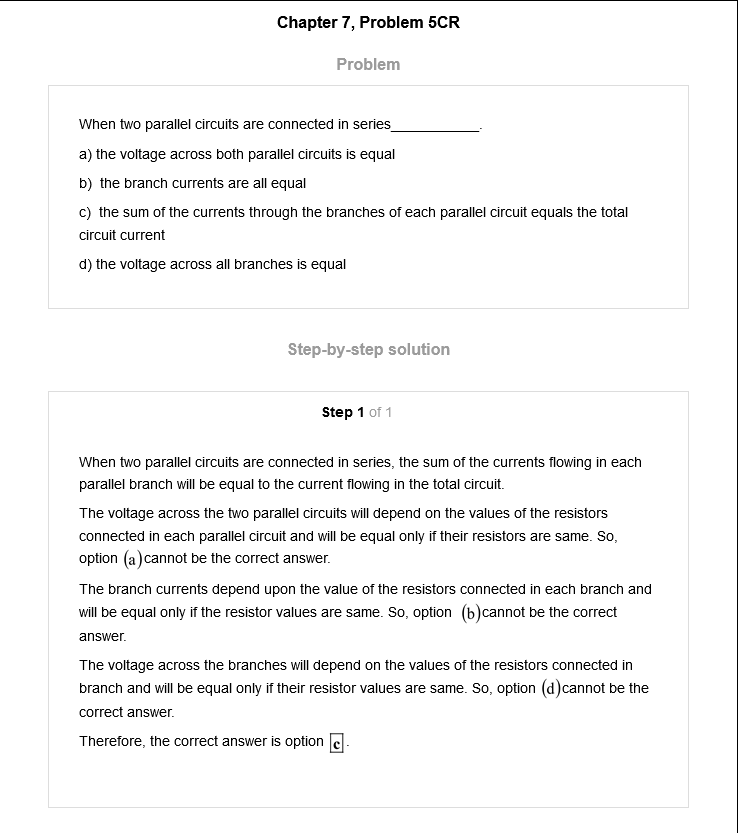 Chapter 7, Problem 5CR
Problem
When two parallel circuits are connected in series____________.
a) the voltage across both parallel circuits is equal
b) the branch currents are all equal
c) the sum of the currents through the branches of each parallel circuit equals the total
circuit current
d) the voltage across all branches is equal
Step-by-step solution
Step 1 of 1
When two parallel circuits are connected in series, the sum of the currents flowing in each
parallel branch will be equal to the current flowing in the total circuit.
The voltage across the two parallel circuits will depend on the values of the resistors
connected in each parallel circuit and will be equal only if their resistors are same. So,
option (a) cannot be the correct answer.
The branch currents depend upon the value of the resistors connected in each branch and
will be equal only if the resistor values are same. So, option (b) cannot be the correct
answer.
The voltage across the branches will depend on the values of the resistors connected in
branch and will be equal only if their resistor values are same. So, option (d) cannot be the
correct answer.
Therefore, the correct answer is option c.